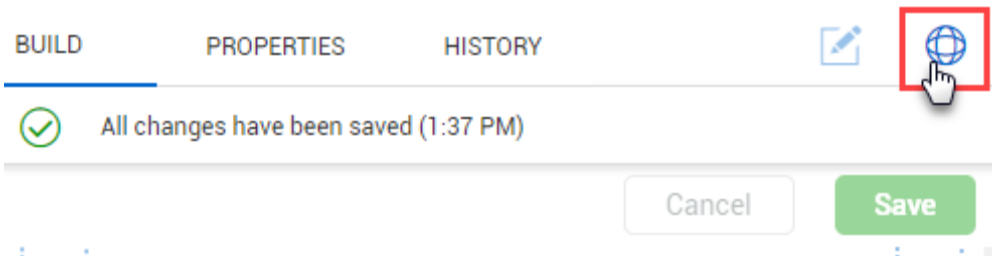 BUILD PROPERTIES HISTORY
All changes have been saved (1:37 PM)
Cancel Save